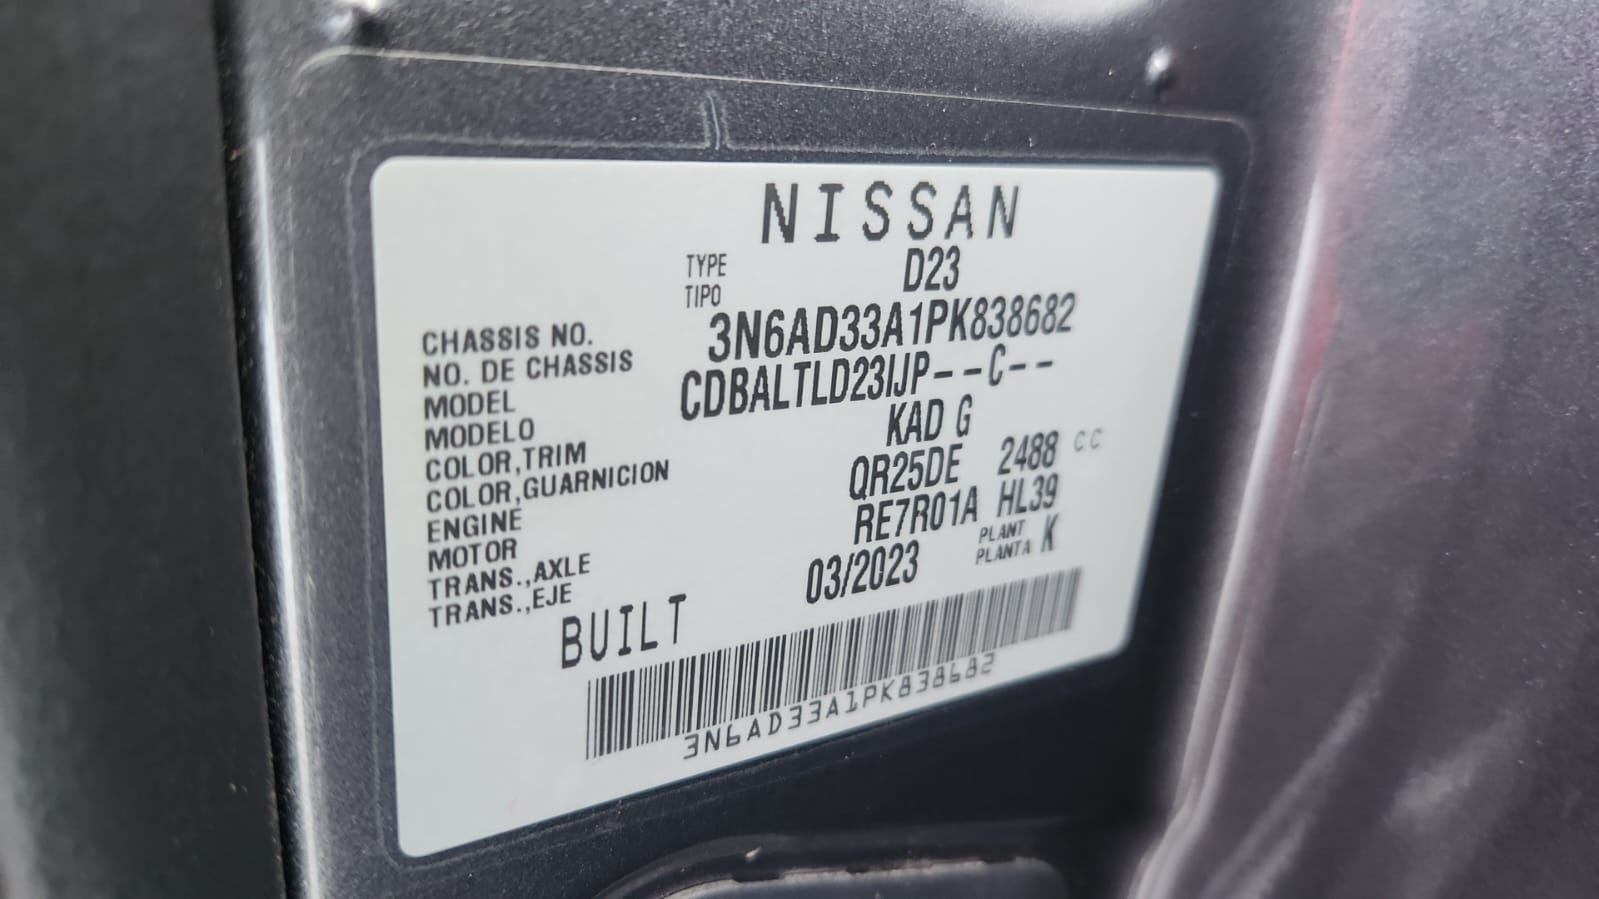 NISSAN
TYPE
TIPO
D23
CHASSIS NO.
NO. DE CHASSIS
3N6AD33A1PK838682
MODEL
MODELO
CDBALTLD23IJP--C--
COLOR,TRIM
COLOR,GUARNICION
KAD G
ENGINE
MOTOR
QR25DE 2488 CC
TRANS.,AXLE
TRANS.,EJE
RE7R01A HL39
BUILT 03/2023
PLANT
PLANTA
K
3N6AD33A1PK838682